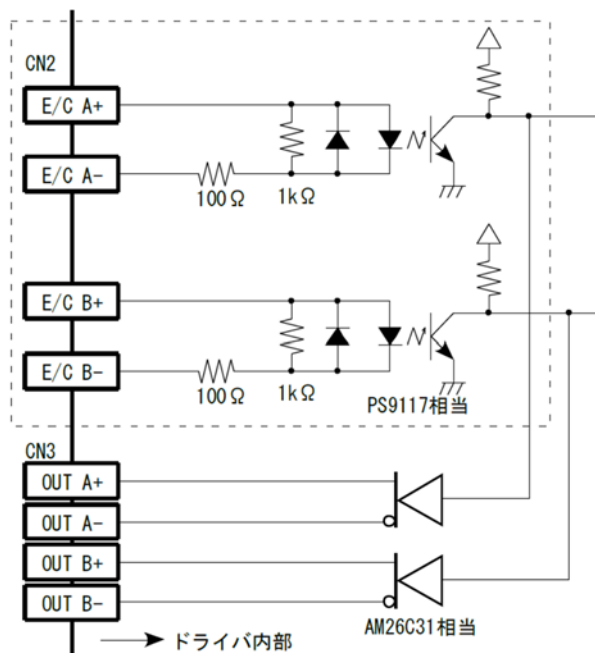 CN2
E/C A+
E/C A-
100Ω
1kΩ
E/C B+
E/C B-
100Ω
1kΩ
PS9117相当
CN3
OUT A+
OUT A-
OUT B+
OUT B-
AM26C31相当
ドライバ内部